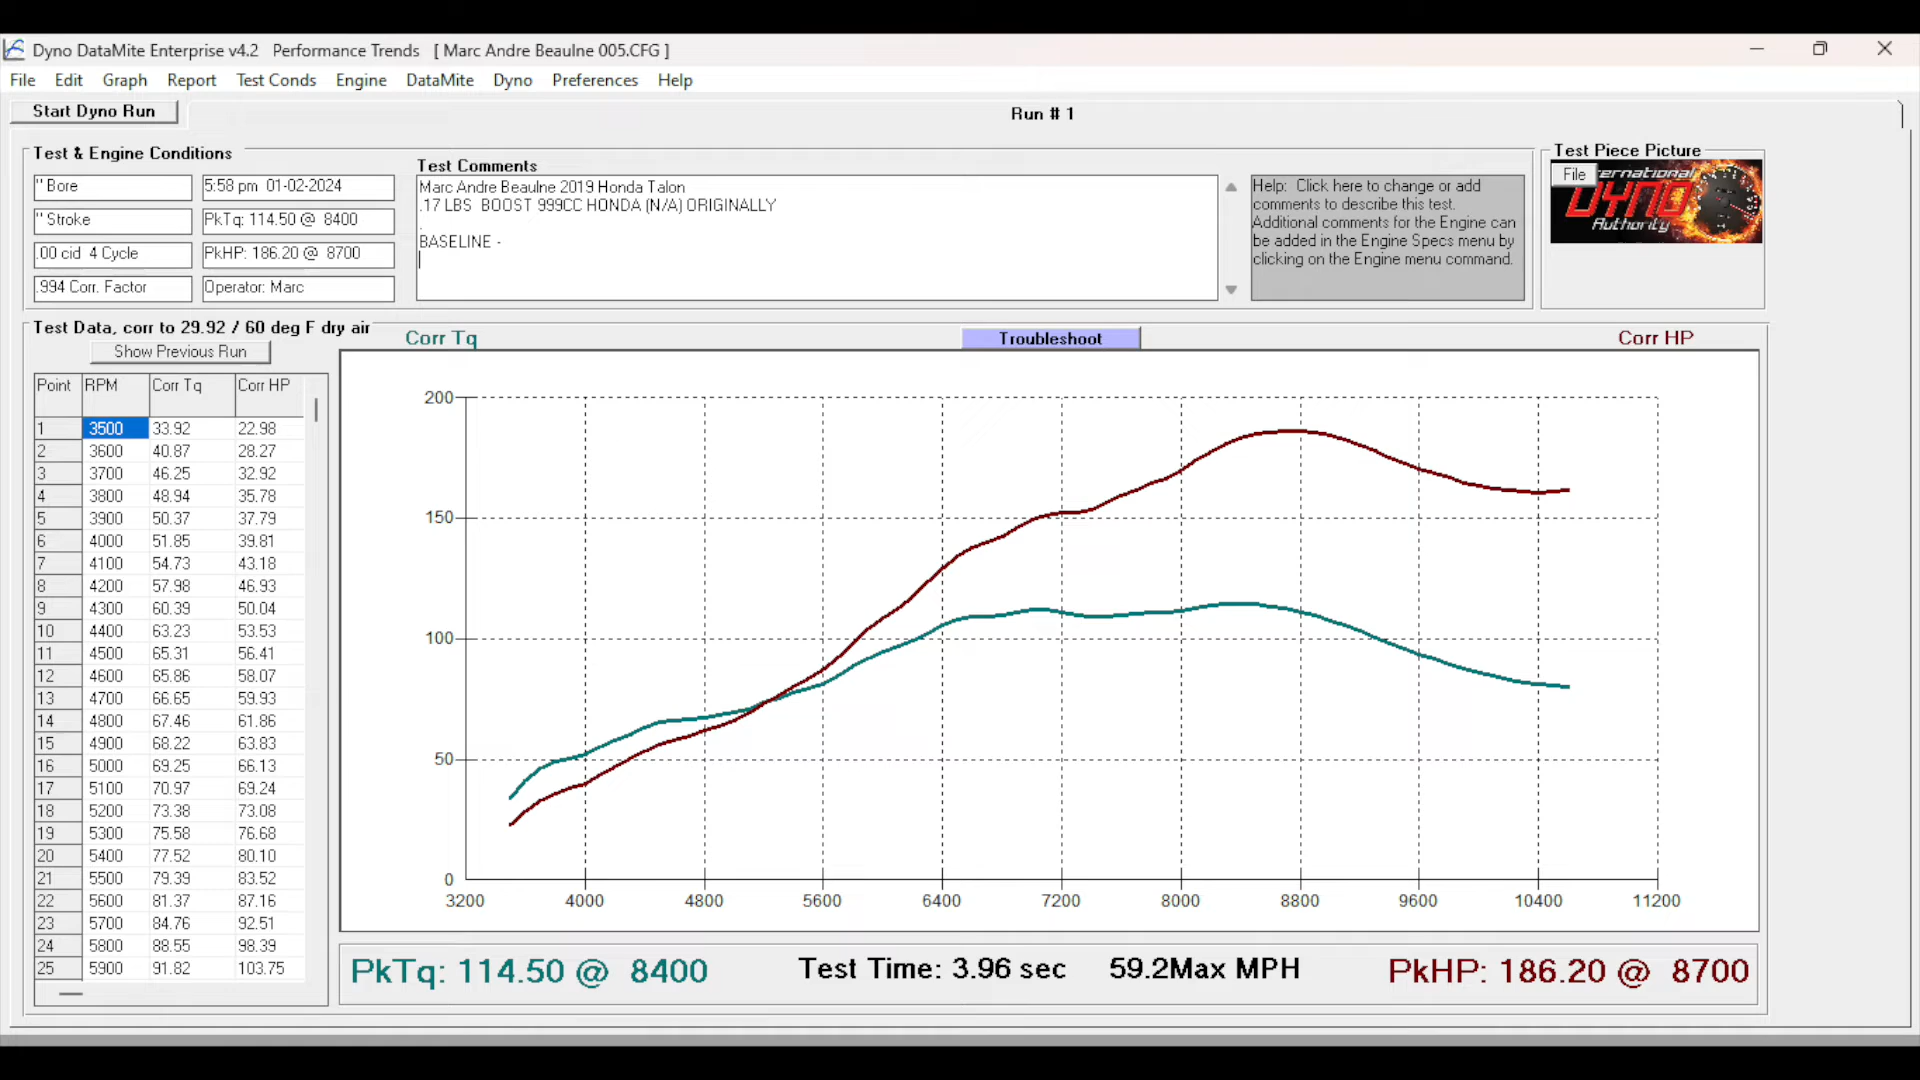 Dyno DataMite Enterprise v4.2 Performance Trends [ Marc Andre Beaulne 005.CFG ]
File Edit Graph Report Test Conds Engine DataMite Dyno Preferences Help
Start Dyno Run
Run # 1
Test & Engine Conditions
" Bore 5:58 pm 01-02-2024
" Stroke PkTq: 114.50 @ 8400
.00 cid 4 Cycle PkHP: 186.20 @ 8700
.994 Corr. Factor Operator: Marc
Test Comments
Marc Andre Beaulne 2019 Honda Talon
.17 LBS BOOST 999CC HONDA (N/A) ORIGINALLY
.
BASELINE -
Help: Click here to change or add
comments to describe this test.
Additional comments for the Engine can
be added in the Engine Specs menu by
clicking on the Engine menu command.
Test Piece Picture
File
ernational
DYNO
Authority
Test Data, corr to 29.92 / 60 deg F dry air
Show Previous Run
Point RPM Corr Tq Corr HP
1 3500 33.92 22.98
2 3600 40.87 28.27
3 3700 46.25 32.92
4 3800 48.94 35.78
5 3900 50.37 37.79
6 4000 51.85 39.81
7 4100 54.73 43.18
8 4200 57.98 46.93
9 4300 60.39 50.04
10 4400 63.23 53.53
11 4500 65.31 56.41
12 4600 65.86 58.07
13 4700 66.65 59.93
14 4800 67.46 61.86
15 4900 68.22 63.83
16 5000 69.25 66.13
17 5100 70.97 69.24
18 5200 73.38 73.08
19 5300 75.58 76.68
20 5400 77.52 80.10
21 5500 79.39 83.52
22 5600 81.37 87.16
23 5700 84.76 92.51
24 5800 88.55 98.39
25 5900 91.82 103.75
Corr Tq Troubleshoot Corr HP
200
150
100
50
0
3200 4000 4800 5600 6400 7200 8000 8800 9600 10400 11200
PkTq: 114.50 @ 8400 Test Time: 3.96 sec 59.2Max MPH PkHP: 186.20 @ 8700